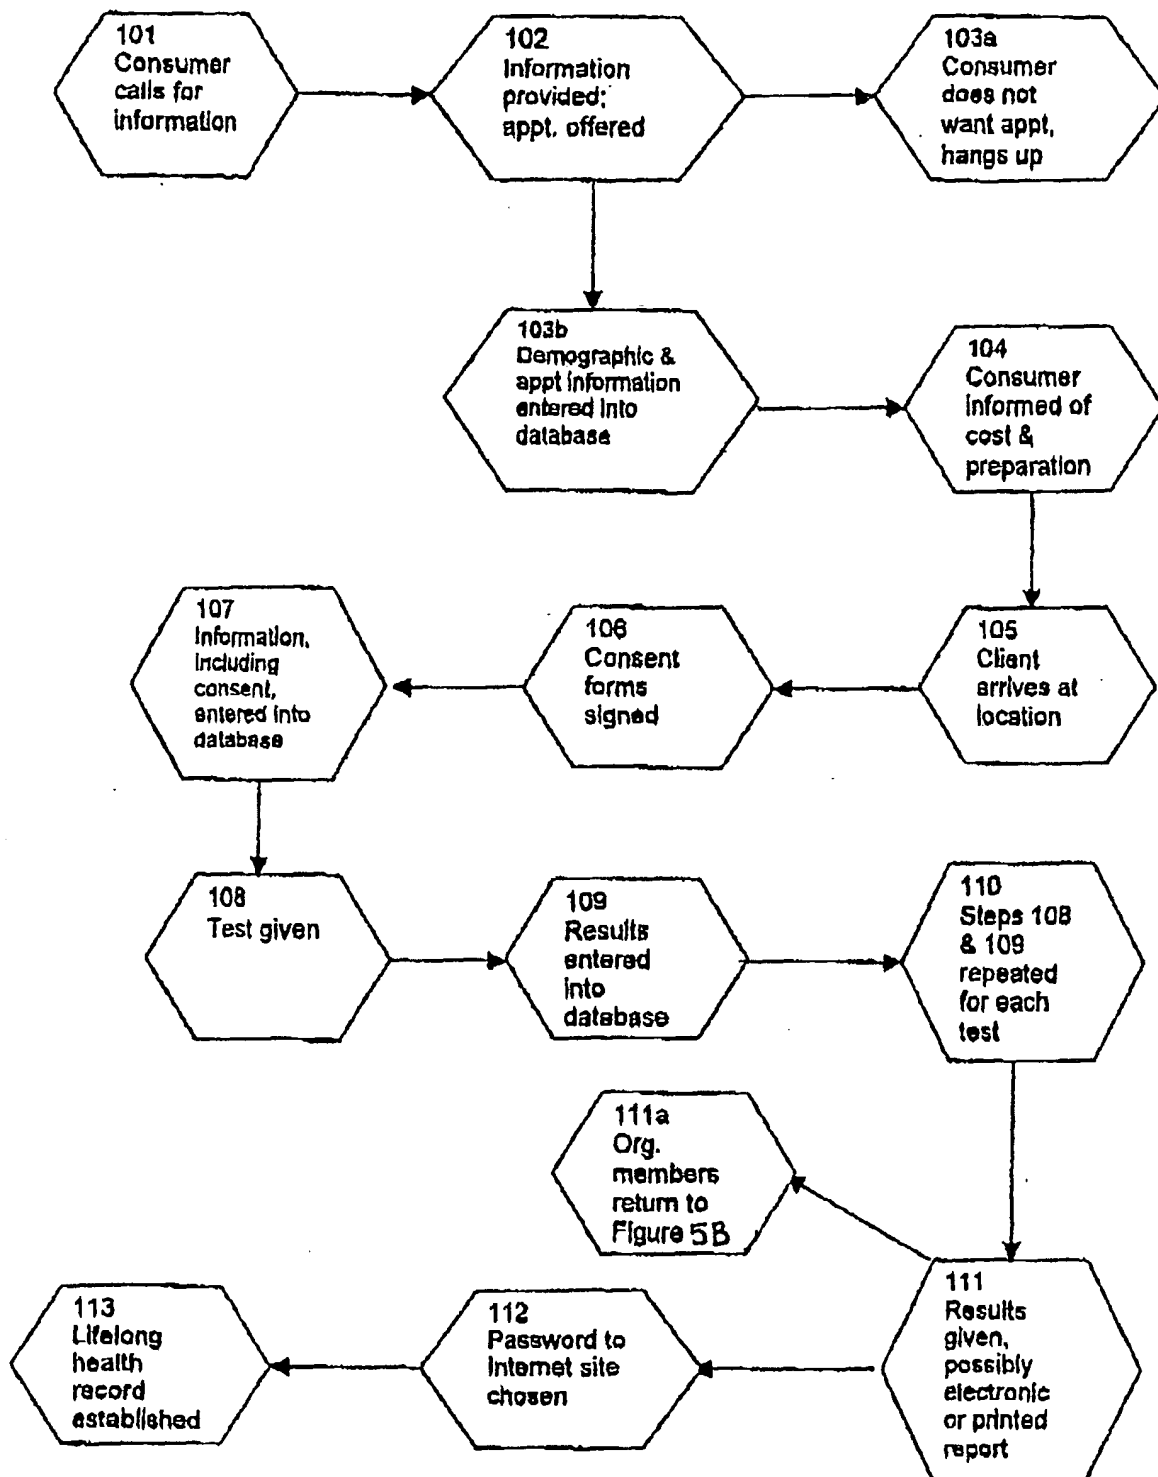 101
Consumer
calls for
information
102
Information
provided;
appt. offered
103a
Consumer
does not
want appt,
hangs up
103b
Demographic &
appt information
entered into
database
104
Consumer
informed of
cost &
preparation
107
Information,
including
consent,
entered into
database
106
Consent
forms
signed
105
Client
arrives at
location
108
Test given
109
Results
entered
into
database
110
Steps 108
& 109
repeated
for each
test
111a
Org.
members
return to
Figure 5B
113
Lifelong
health
record
established
112
Password to
Internet site
chosen
111
Results
given,
possibly
electronic
or printed
report